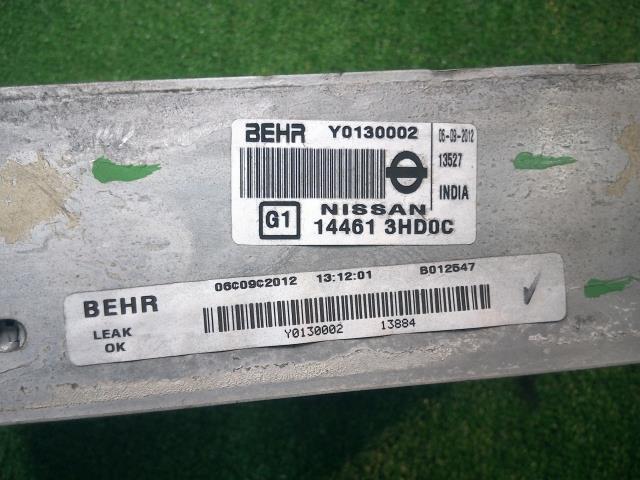 BEHR Y0130002
06-09-2012
13527
INDIA
G1
NISSAN
14461 3HD0C
06C09C2012 13:12:01 B012547
BEHR
LEAK
OK
Y0130002 13884